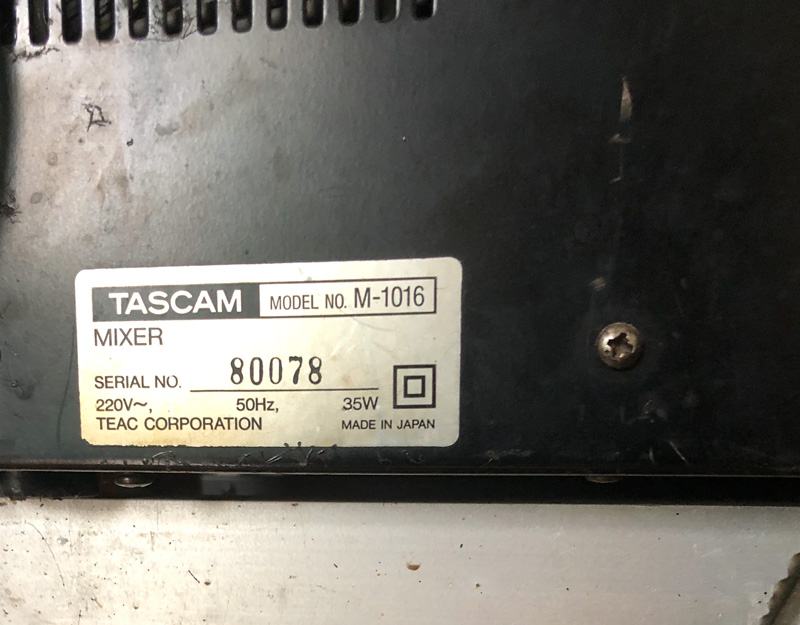 TASCAM MODEL NO. M-1016
MIXER
SERIAL NO. 80078
220V~, 50Hz, 35W
TEAC CORPORATION MADE IN JAPAN